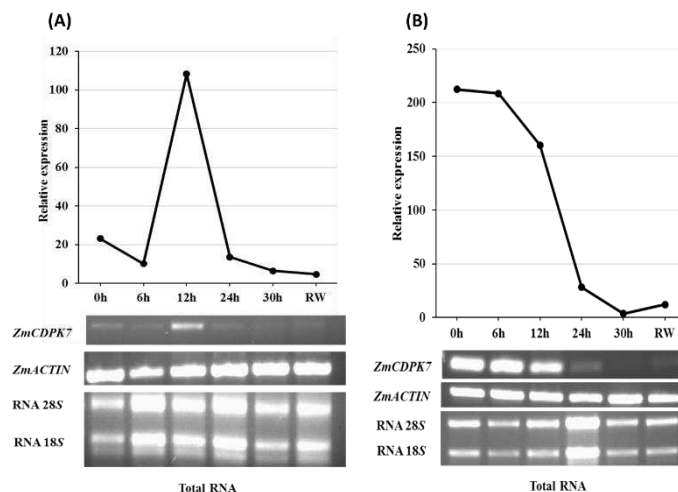 (A)
120
100
80
60
40
20
0
Relative expression
0h 6h 12h 24h 30h RW
ZmCDPK7
ZmACTIN
RNA 28S
RNA 18S
Total RNA
(B)
250
200
150
100
50
0
Relative expression
0h 6h 12h 24h 30h RW
ZmCDPK7
ZmACTIN
RNA 28S
RNA 18S
Total RNA